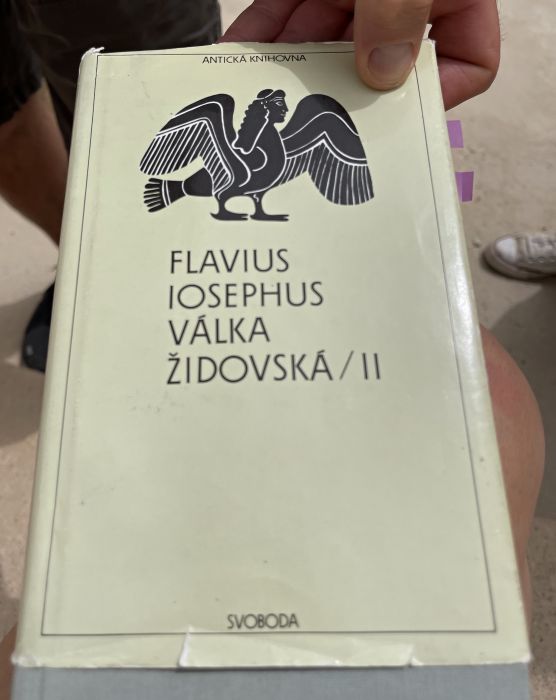 ANTICKÁ KNIHOVNA
FLAVIUS
IOSEPHUS
VÁLKA
ŽIDOVSKÁ / II
SVOBODA